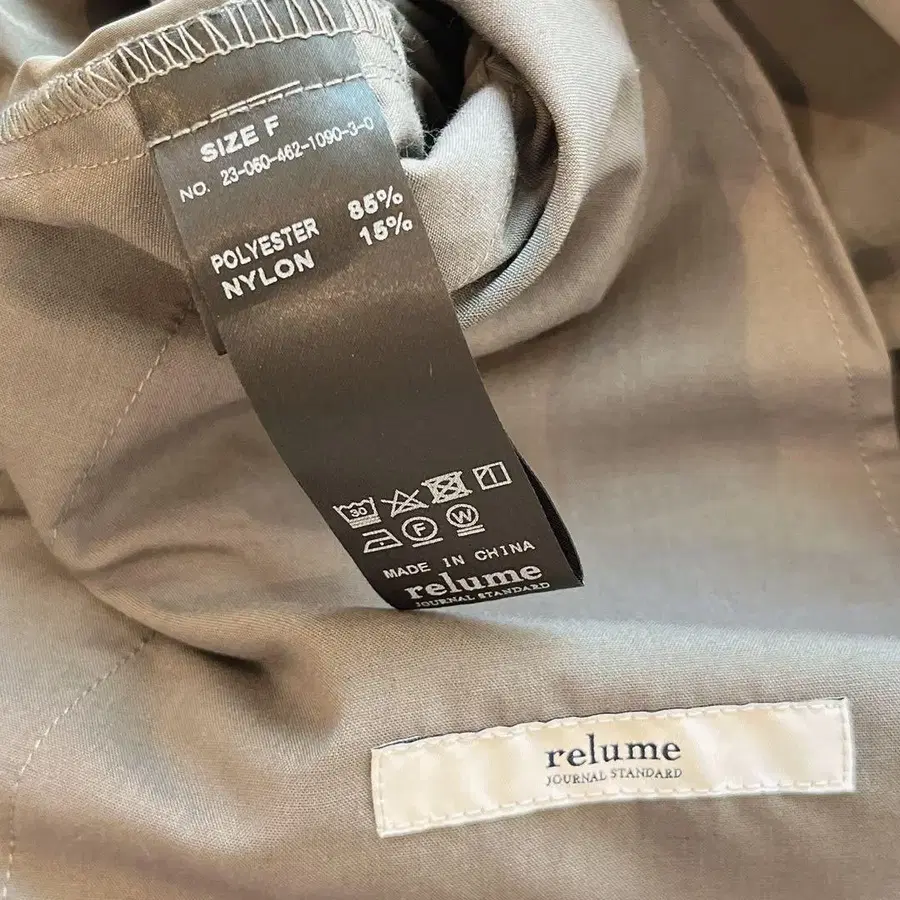 SIZE F
NO. 23-060-462-1090-3-0
POLYESTER 85%
NYLON 15%
30
F W
MADE IN CHINA
relume
JOURNAL STANDARD
relume
JOURNAL STANDARD